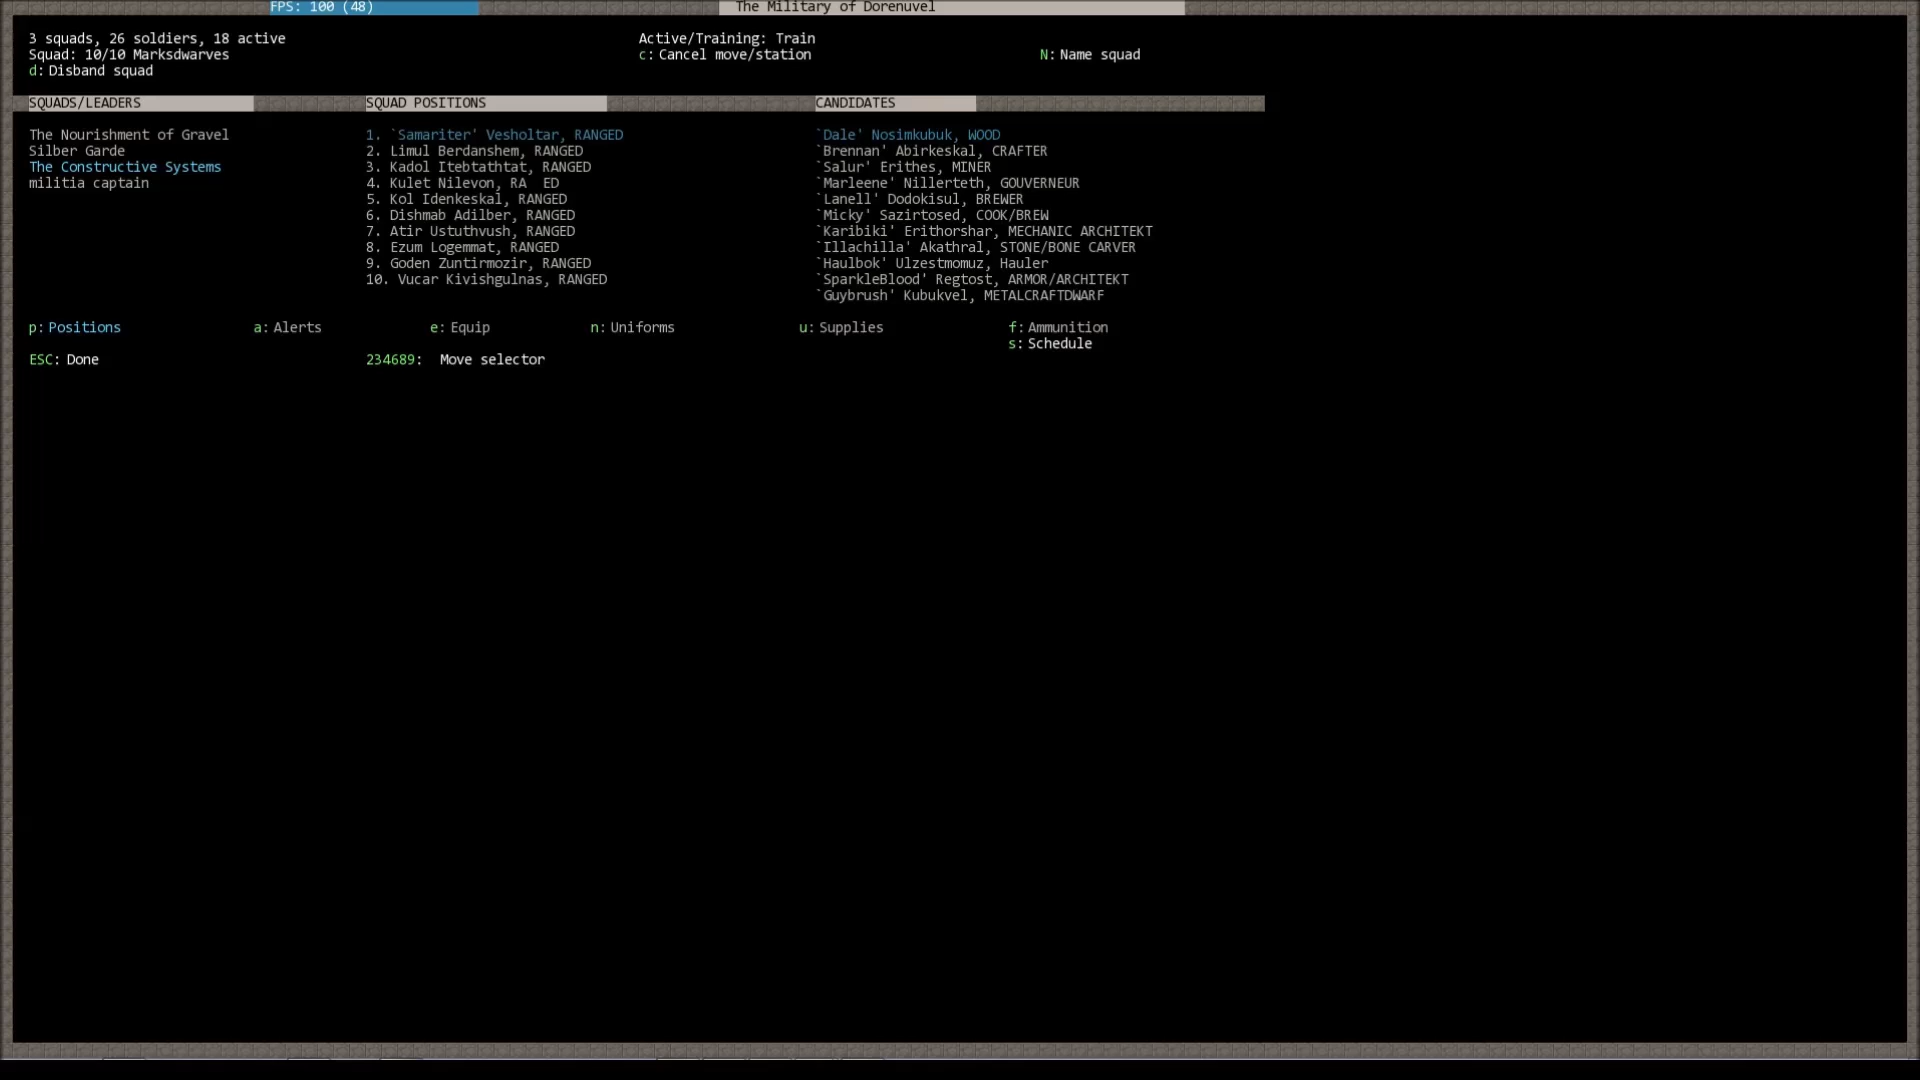 FPS: 100 (48)
The Military of Dorenuvel
3 squads, 26 soldiers, 18 active
Active/Training: Train
Squad: 10/10 Marksdwarves
c: Cancel move/station
N: Name squad
d: Disband squad
SQUADS/LEADERS
SQUAD POSITIONS
CANDIDATES
The Nourishment of Gravel
Silber Garde
The Constructive Systems
militia captain
1. `Samariter' Vesholtar, RANGED
2. Limul Berdanshem, RANGED
3. Kadol Itebtathtat, RANGED
4. Kulet Nilevon, RA  ED
5. Kol Idenkeskal, RANGED
6. Dishmab Adilber, RANGED
7. Atir Ustuthvush, RANGED
8. Ezum Logemmat, RANGED
9. Goden Zuntirmozir, RANGED
10. Vucar Kivishgulnas, RANGED
`Dale' Nosimkubuk, WOOD
`Brennan' Abirkeskal, CRAFTER
`Salur' Erithes, MINER
`Marleene' Nillerteth, GOUVERNEUR
`Lanell' Dodokisul, BREWER
`Micky' Sazirtosed, COOK/BREW
`Karibiki' Erithorshar, MECHANIC ARCHITEKT
`Illachilla' Akathral, STONE/BONE CARVER
`Haulbok' Ulzestmomuz, Hauler
`SparkleBlood' Regtost, ARMOR/ARCHITEKT
`Guybrush' Kubukvel, METALCRAFTDWARF
p: Positions
a: Alerts
e: Equip
n: Uniforms
u: Supplies
f: Ammunition
s: Schedule
ESC: Done
234689: Move selector